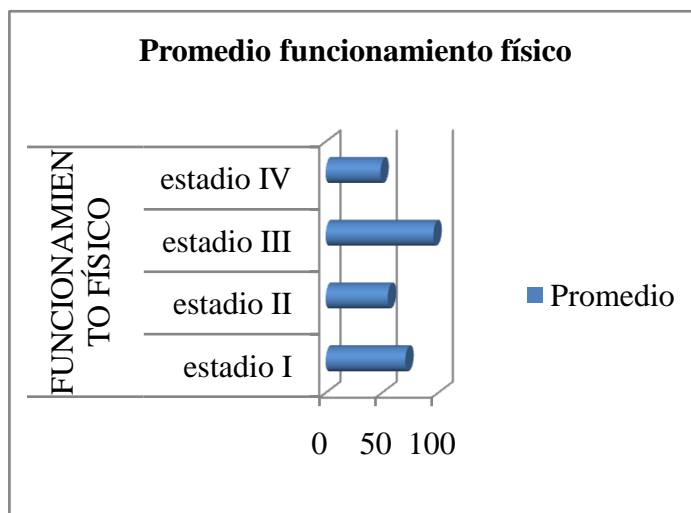 Promedio funcionamiento físico
FUNCIONAMIEN
TO FÍSICO
estadio IV
estadio III
estadio II
estadio I
Promedio
0 50 100